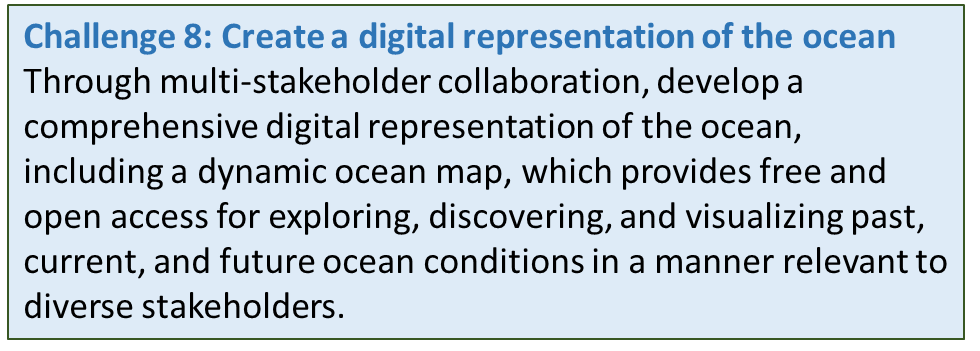 Challenge 8: Create a digital representation of the ocean
Through multi-stakeholder collaboration, develop a
comprehensive digital representation of the ocean,
including a dynamic ocean map, which provides free and
open access for exploring, discovering, and visualizing past,
current, and future ocean conditions in a manner relevant to
diverse stakeholders.